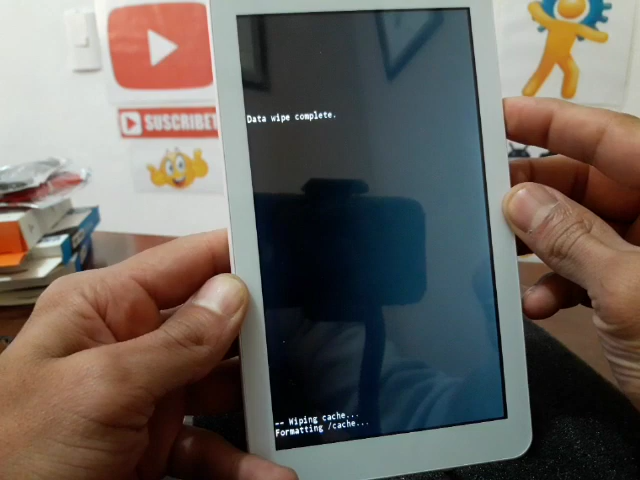 SUSCRIBET
Data wipe complete.
-- Wiping cache...
Formatting /cache...